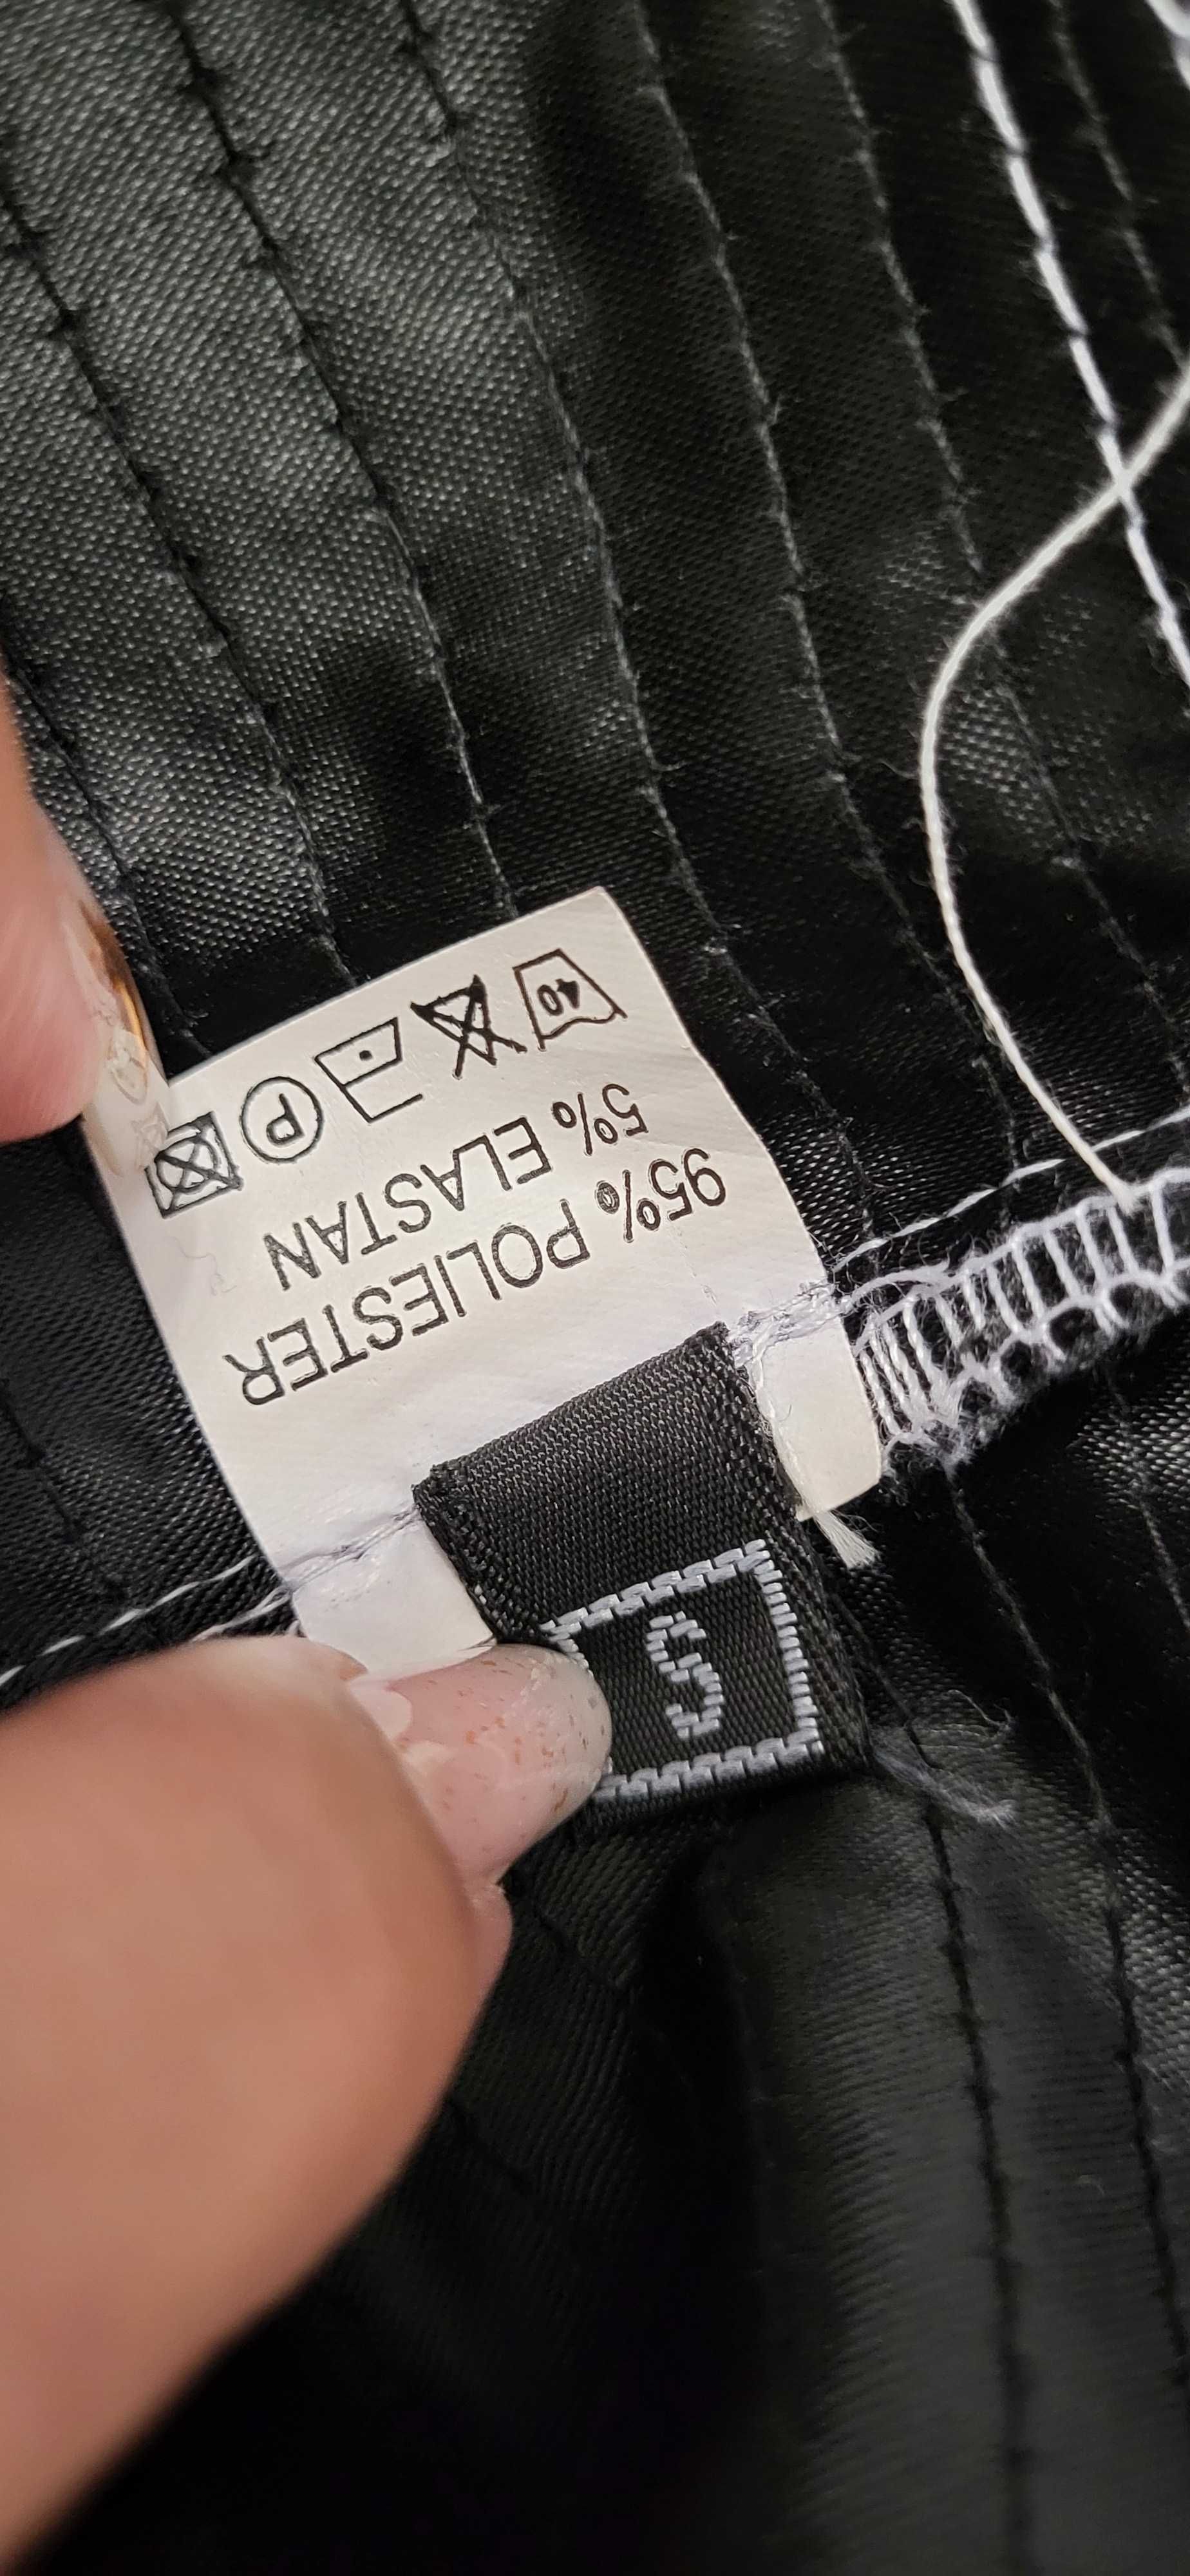 95% POLIESTER
5% ELASTAN
40 P
S